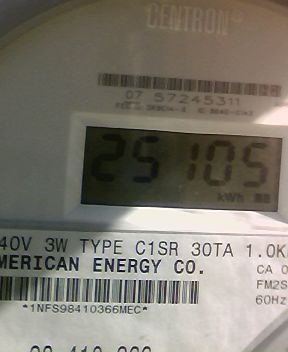 CENTRON
07 57245311
25105
kWh
40V 3W TYPE C1SR 30TA 1.0K
MERICAN ENERGY CO.
CA 0
FM2S
60Hz
*1NFS98410366MEC*